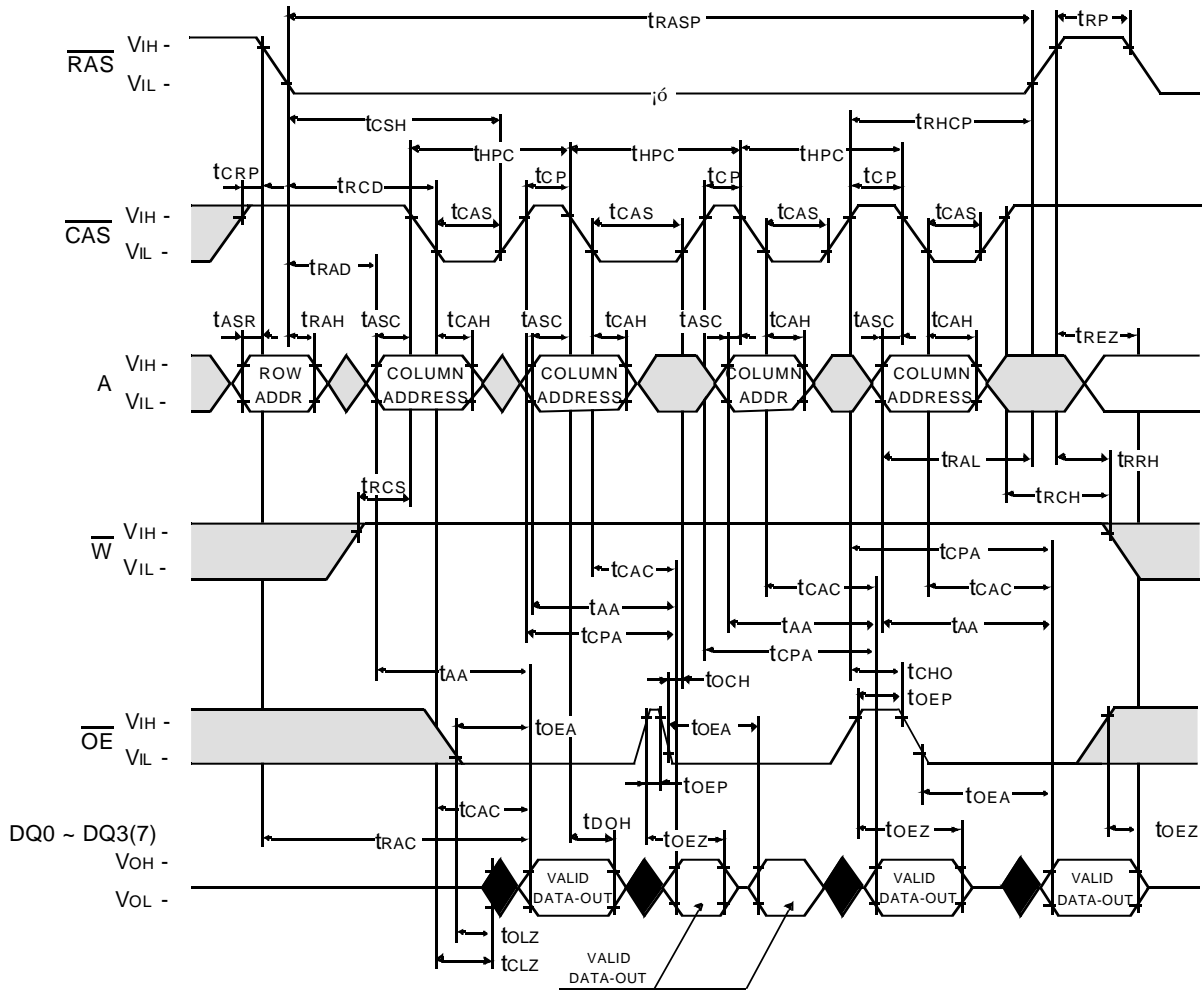 tRASP
tRP
RAS
VIH -
VIL -
¡ó
tCSH
tRHCP
tHPC
tHPC
tHPC
tCRP
tRCD
tCP
tCP
tCP
CAS
VIH -
VIL -
tCAS
tCAS
tCAS
tCAS
tRAD
tASR
tRAH
tASC
tCAH
tASC
tCAH
tASC
tCAH
tASC
tCAH
tREZ
A
VIH -
VIL -
ROW
ADDR
COLUMN
ADDRESS
COLUMN
ADDRESS
COLUMN
ADDR
COLUMN
ADDRESS
tRAL
tRRH
tRCS
tRCH
W
VIH -
VIL -
tCPA
tCAC
tCAC
tCAC
tAA
tAA
tAA
tCPA
tCPA
tAA
tOCH
tCHO
tOEP
OE
VIH -
VIL -
tOEA
tOEA
tOEP
tOEA
tCAC
tRAC
tDOH
tOEZ
tOEZ
tOEZ
DQ0 ~ DQ3(7)
VOH -
VOL -
VALID
DATA-OUT
VALID
DATA-OUT
VALID
DATA-OUT
tOLZ
tCLZ
VALID
DATA-OUT